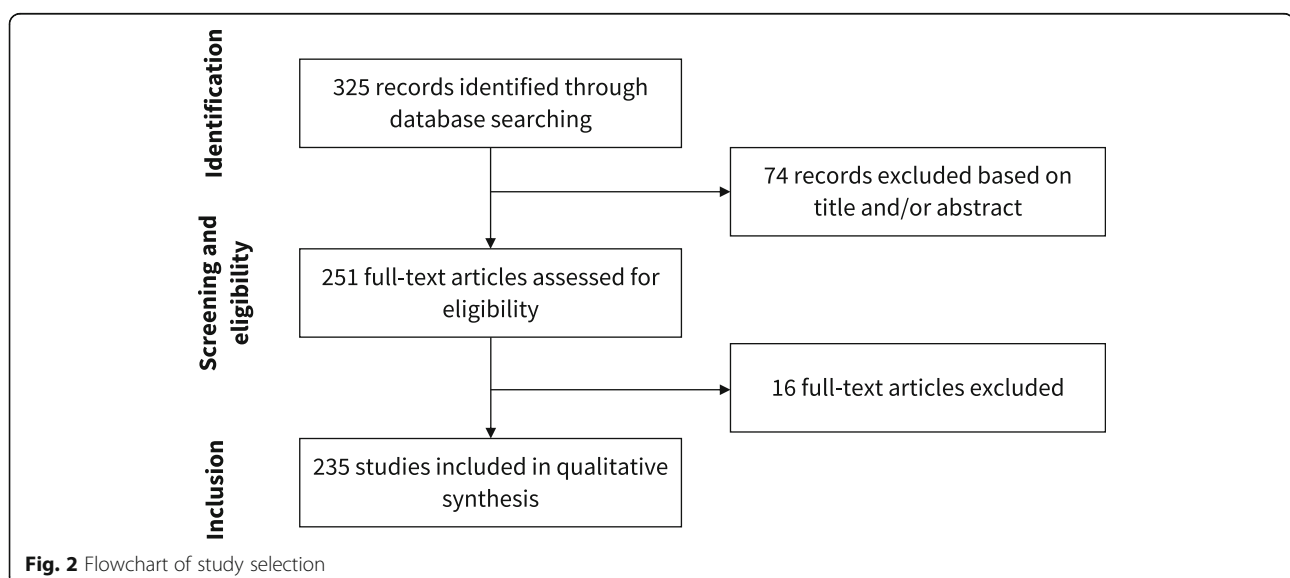 Identification
325 records identified through
database searching
74 records excluded based on
title and/or abstract
Screening and
eligibility
251 full-text articles assessed for
eligibility
16 full-text articles excluded
Inclusion
235 studies included in qualitative
synthesis
Fig. 2 Flowchart of study selection